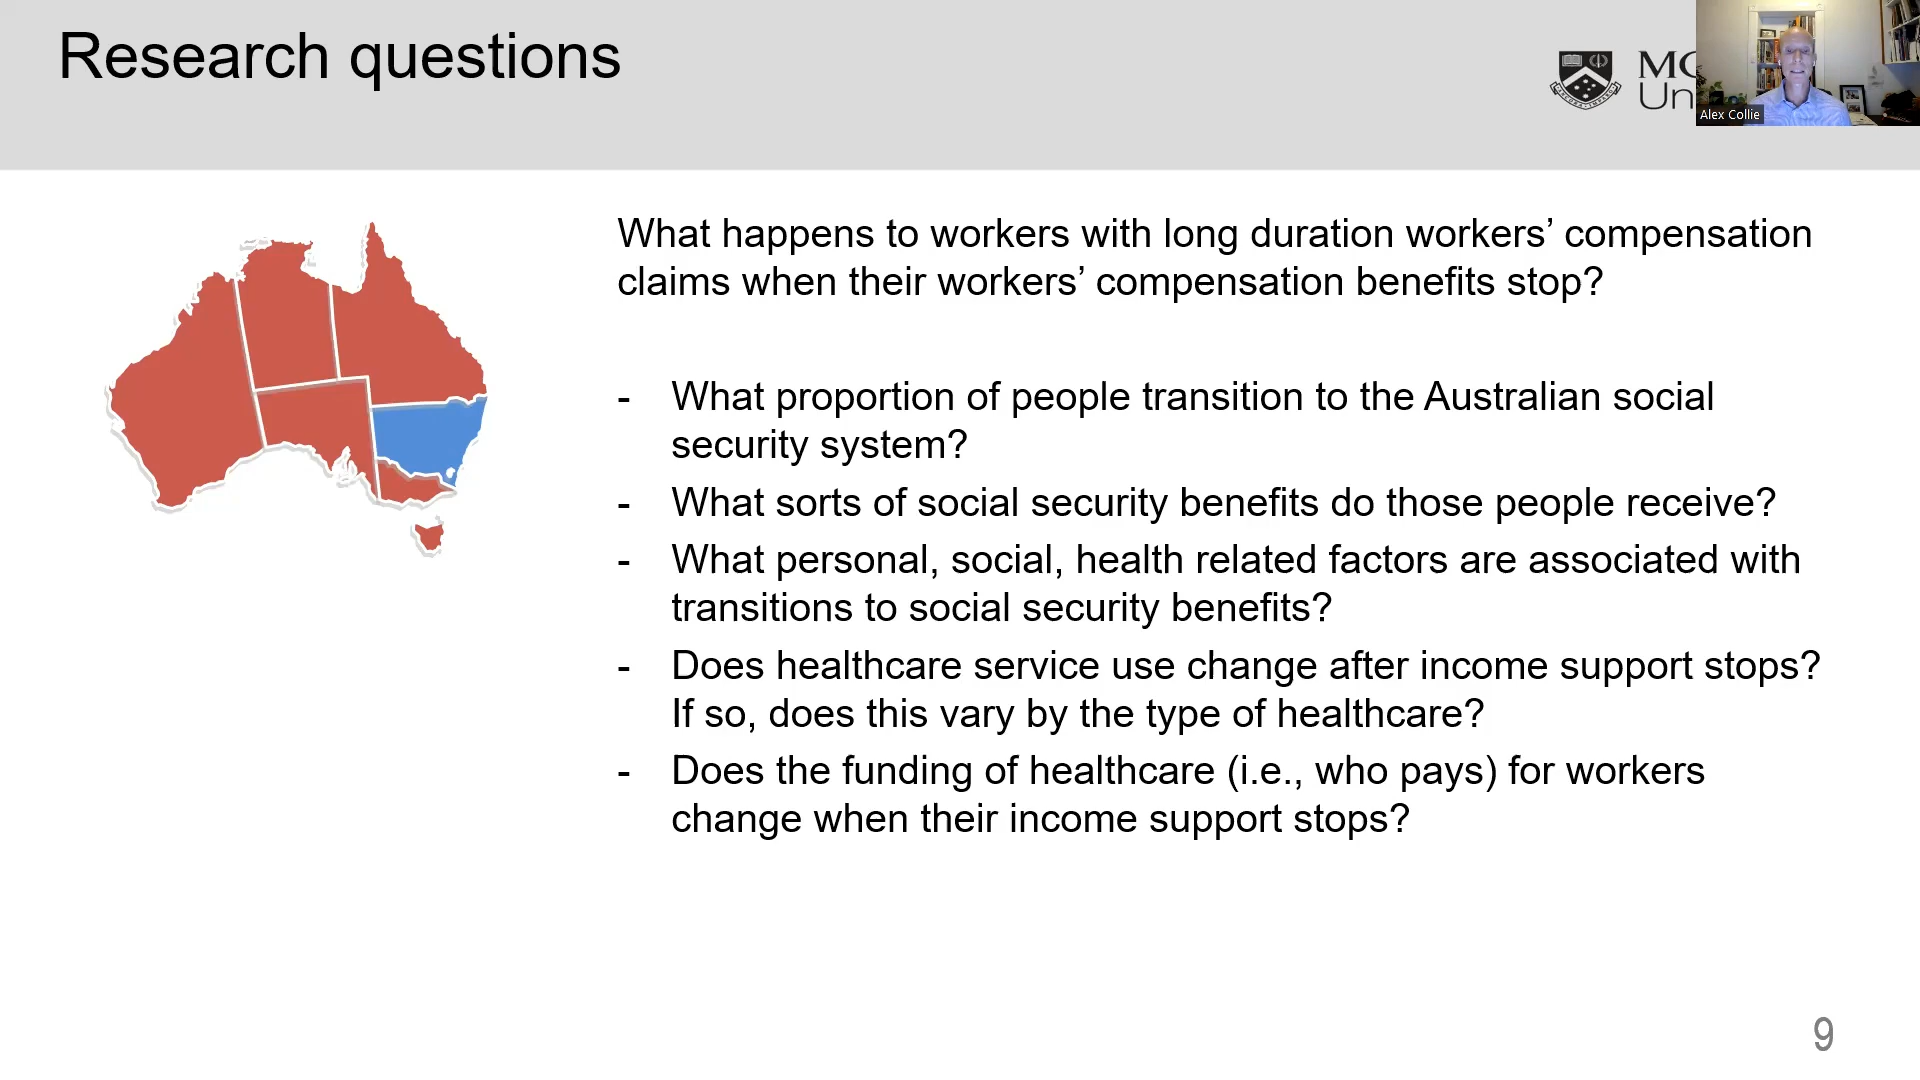 Research questions
Alex Collie
What happens to workers with long duration workers’ compensation
claims when their workers’ compensation benefits stop?
- What proportion of people transition to the Australian social
security system?
- What sorts of social security benefits do those people receive?
- What personal, social, health related factors are associated with
transitions to social security benefits?
- Does healthcare service use change after income support stops?
If so, does this vary by the type of healthcare?
- Does the funding of healthcare (i.e., who pays) for workers
change when their income support stops?
9